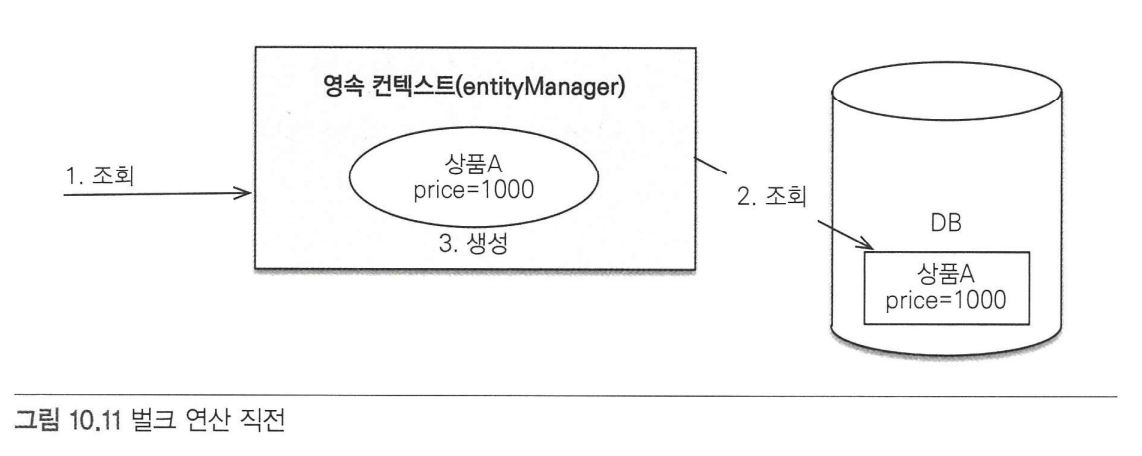 영속 컨텍스트(entityManager)
1. 조회
상품A
price=1000
3. 생성
2. 조회
DB
상품A
price=1000
그림 10.11 벌크 연산 직전